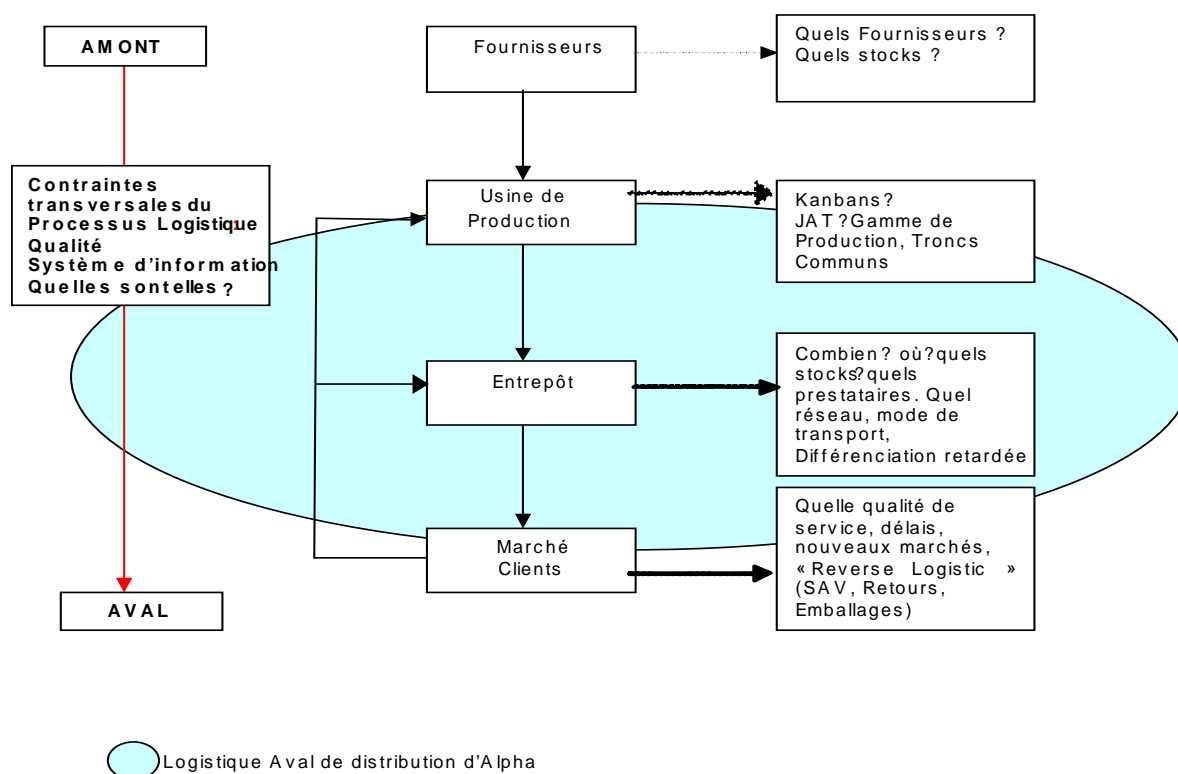 AMONT
Fournisseurs
Quels Fournisseurs ?
Quels stocks ?
Contraintes
transversales du
Processus Logistique :
Qualité
Système d'information
Quelles sontelles ?
Usine de
Production
Kanbans?
JAT ?Gamme de
Production, Troncs
Communs
Entrepôt
Combien? où?quels
stocks?quels
prestataires. Quel
réseau, mode de
transport,
Différenciation retardée
Marché
Clients
Quelle qualité de
service, délais,
nouveaux marchés,
« Reverse Logistic »
(SAV, Retours,
Emballages)
AVAL
Logistique Aval de distribution d'Alpha